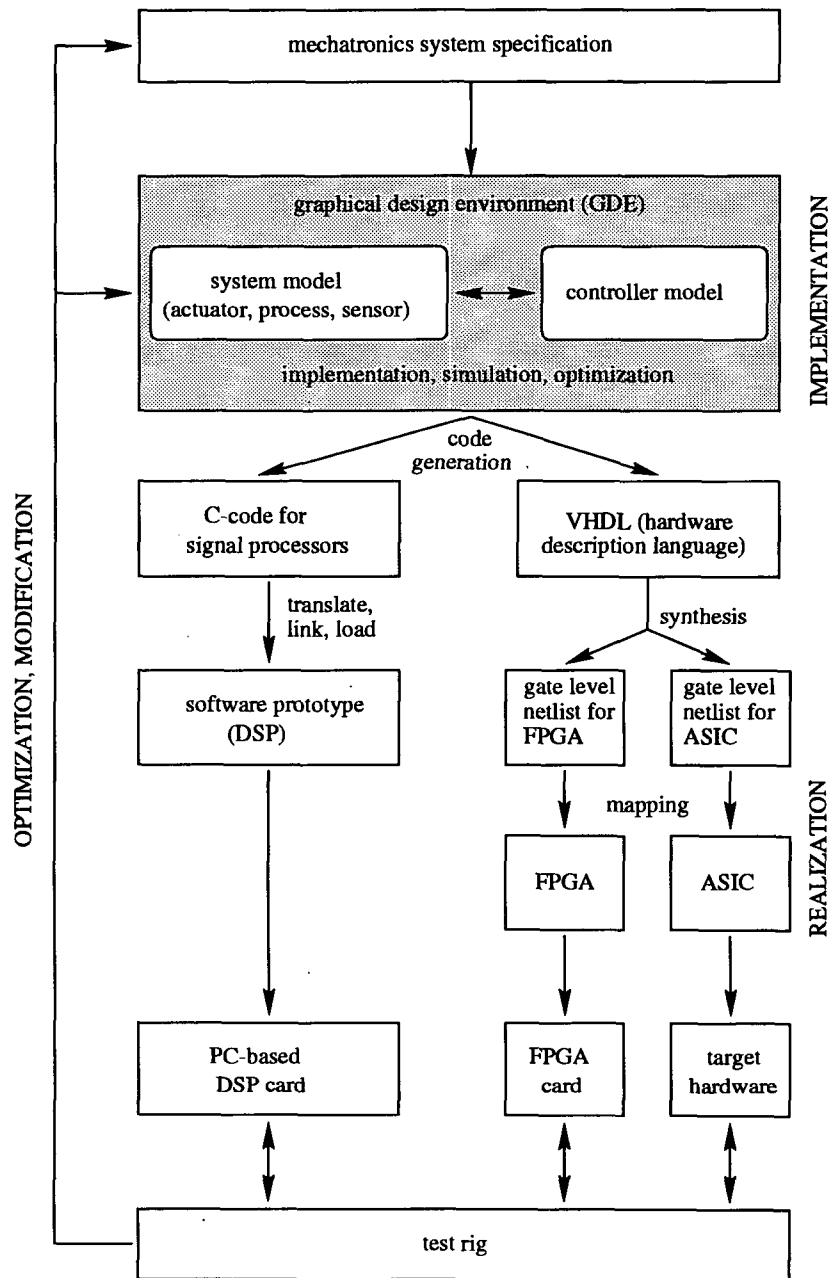 mechatronics system specification
graphical design environment (GDE)
system model
(actuator, process, sensor)
controller model
implementation, simulation, optimization
IMPLEMENTATION
code
generation
C-code for
signal processors
VHDL (hardware
description language)
translate,
link, load
synthesis
software prototype
(DSP)
gate level
netlist for
FPGA
gate level
netlist for
ASIC
mapping
OPTIMIZATION, MODIFICATION
REALIZATION
FPGA
ASIC
PC-based
DSP card
FPGA
card
target
hardware
test rig